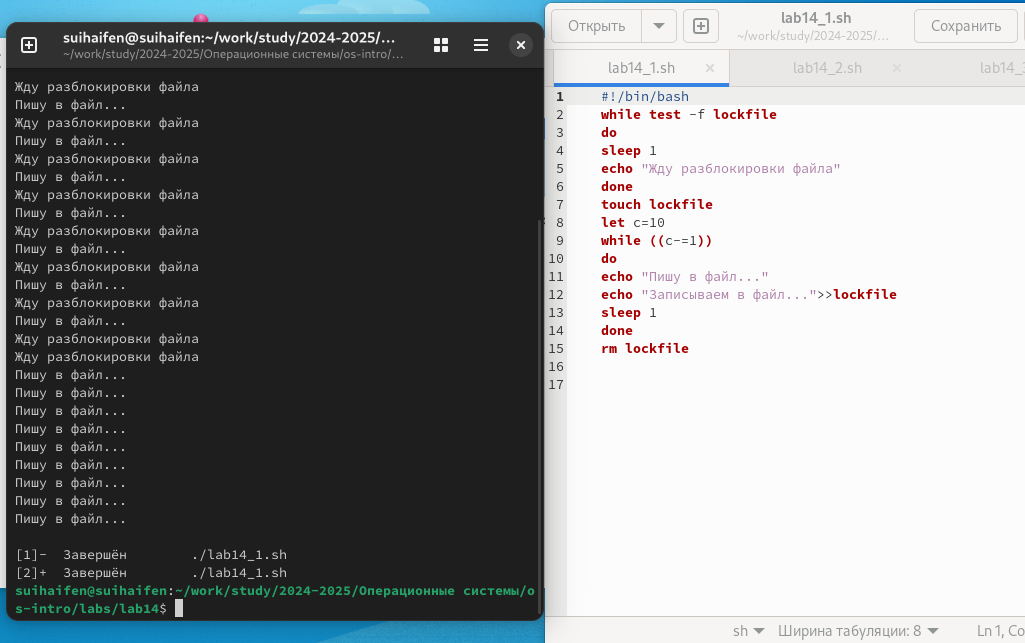 suihaifen@suihaifen:~/work/study/2024-2025/...
~/work/study/2024-2025/Операционные системы/os-intro/...
Жду разблокировки файла
Пишу в файл...
Жду разблокировки файла
Пишу в файл...
Жду разблокировки файла
Пишу в файл...
Жду разблокировки файла
Пишу в файл...
Жду разблокировки файла
Пишу в файл...
Жду разблокировки файла
Пишу в файл...
Жду разблокировки файла
Пишу в файл...
Жду разблокировки файла
Жду разблокировки файла
Пишу в файл...
Пишу в файл...
Пишу в файл...
Пишу в файл...
Пишу в файл...
Пишу в файл...
Пишу в файл...
Пишу в файл...
Пишу в файл...
[1]- Завершён ./lab14_1.sh
[2]+ Завершён ./lab14_1.sh
suihaifen@suihaifen:~/work/study/2024-2025/Операционные системы/o
s-intro/labs/lab14$
Открыть
lab14_1.sh
~/work/study/2024-2025/...
Сохранить
lab14_1.sh × lab14_2.sh × lab14_3
1 #!/bin/bash
2 while test -f lockfile
3 do
4 sleep 1
5 echo "Жду разблокировки файла"
6 done
7 touch lockfile
8 let c=10
9 while ((c-=1))
10 do
11 echo "Пишу в файл..."
12 echo "Записываем в файл...">>lockfile
13 sleep 1
14 done
15 rm lockfile
16
17
sh Ширина табуляции: 8 Ln 1, Co